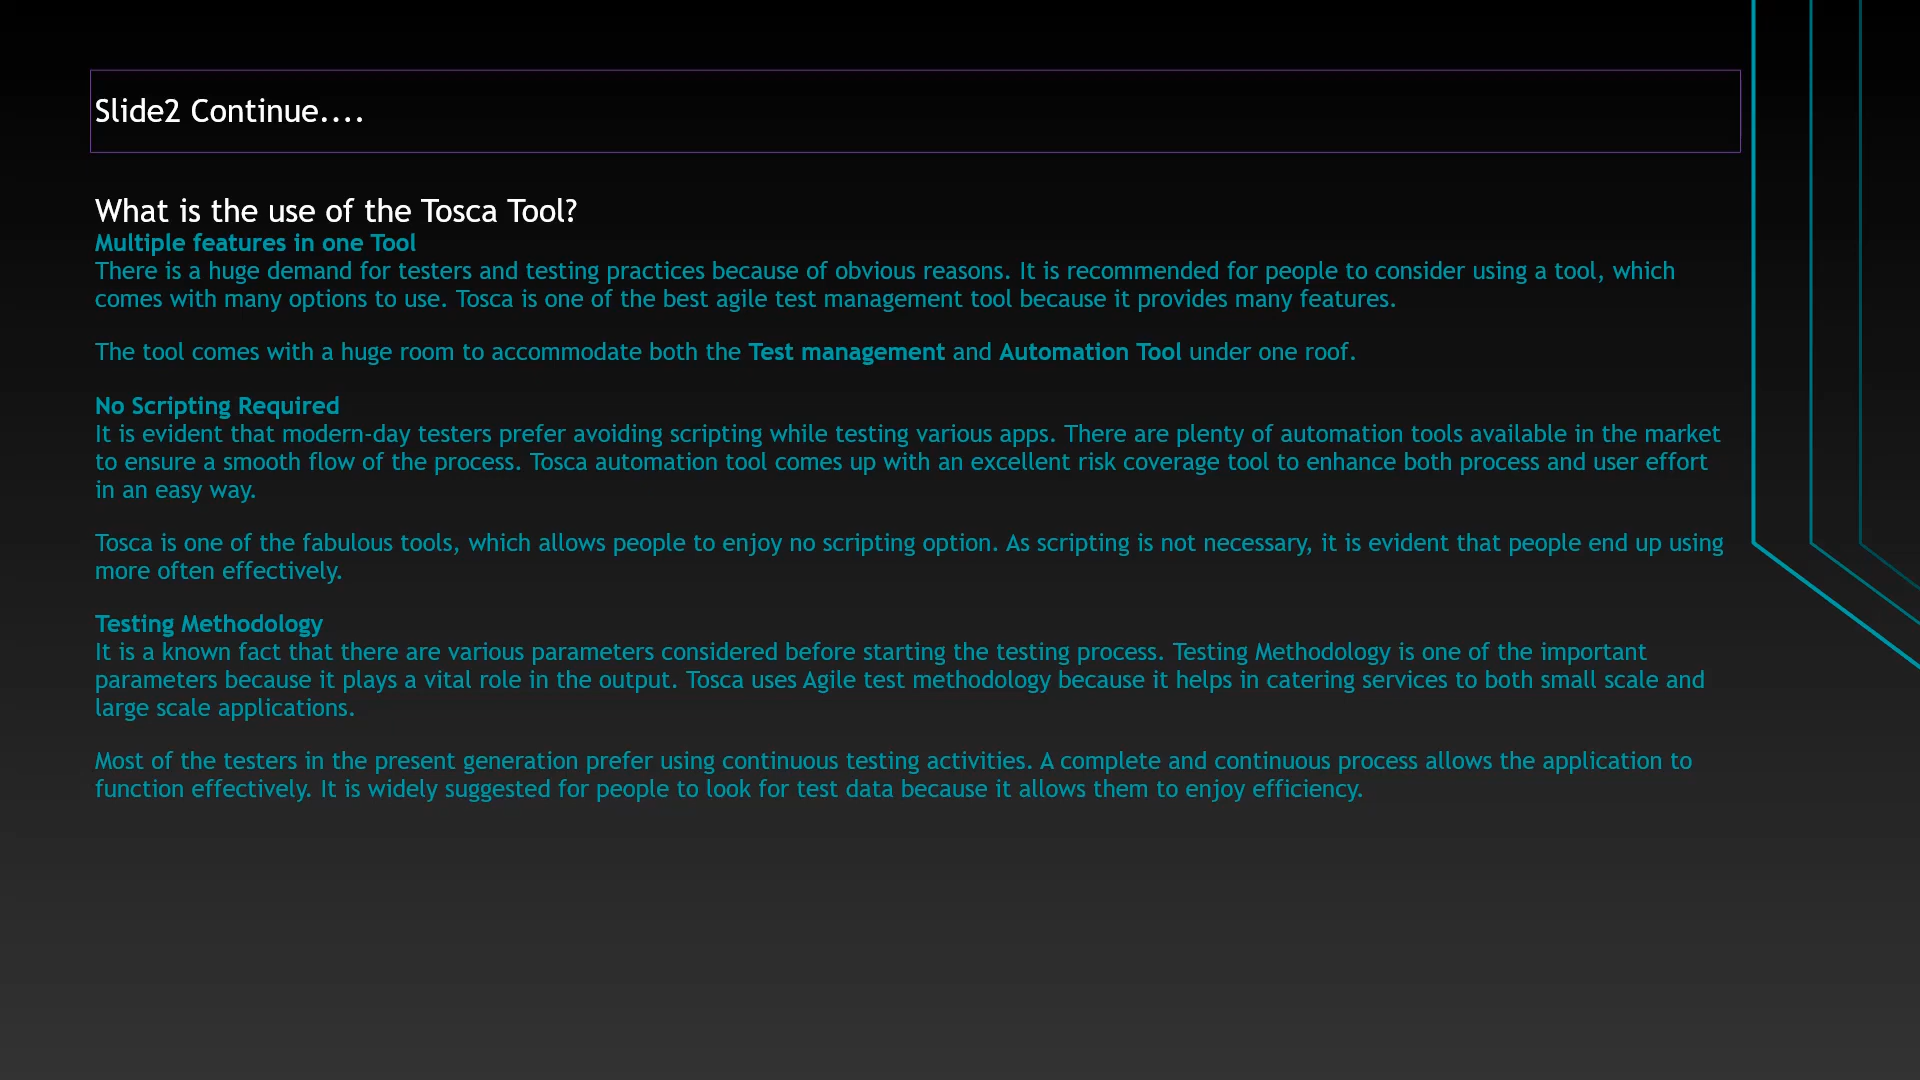 Slide2 Continue....
What is the use of the Tosca Tool?
Multiple features in one Tool
There is a huge demand for testers and testing practices because of obvious reasons. It is recommended for people to consider using a tool, which
comes with many options to use. Tosca is one of the best agile test management tool because it provides many features.
The tool comes with a huge room to accommodate both the Test management and Automation Tool under one roof.
No Scripting Required
It is evident that modern-day testers prefer avoiding scripting while testing various apps. There are plenty of automation tools available in the market
to ensure a smooth flow of the process. Tosca automation tool comes up with an excellent risk coverage tool to enhance both process and user effort
in an easy way.
Tosca is one of the fabulous tools, which allows people to enjoy no scripting option. As scripting is not necessary, it is evident that people end up using
more often effectively.
Testing Methodology
It is a known fact that there are various parameters considered before starting the testing process. Testing Methodology is one of the important
parameters because it plays a vital role in the output. Tosca uses Agile test methodology because it helps in catering services to both small scale and
large scale applications.
Most of the testers in the present generation prefer using continuous testing activities. A complete and continuous process allows the application to
function effectively. It is widely suggested for people to look for test data because it allows them to enjoy efficiency.